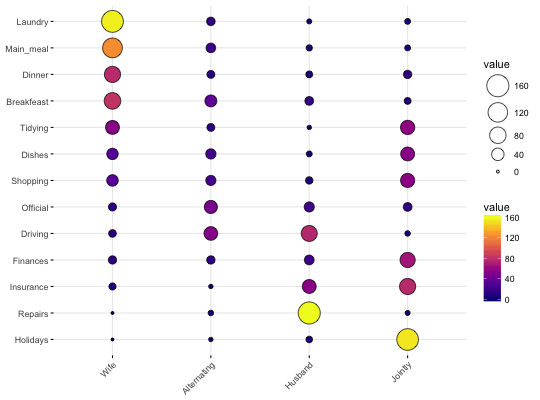 Laundry
Main_meal
Dinner
Breakfeast
Tidying
Dishes
Shopping
Official
Driving
Finances
Insurance
Repairs
Holidays
Wife
Alternating
Husband
Jointly
value
160
120
80
40
0
value
160
120
80
40
0